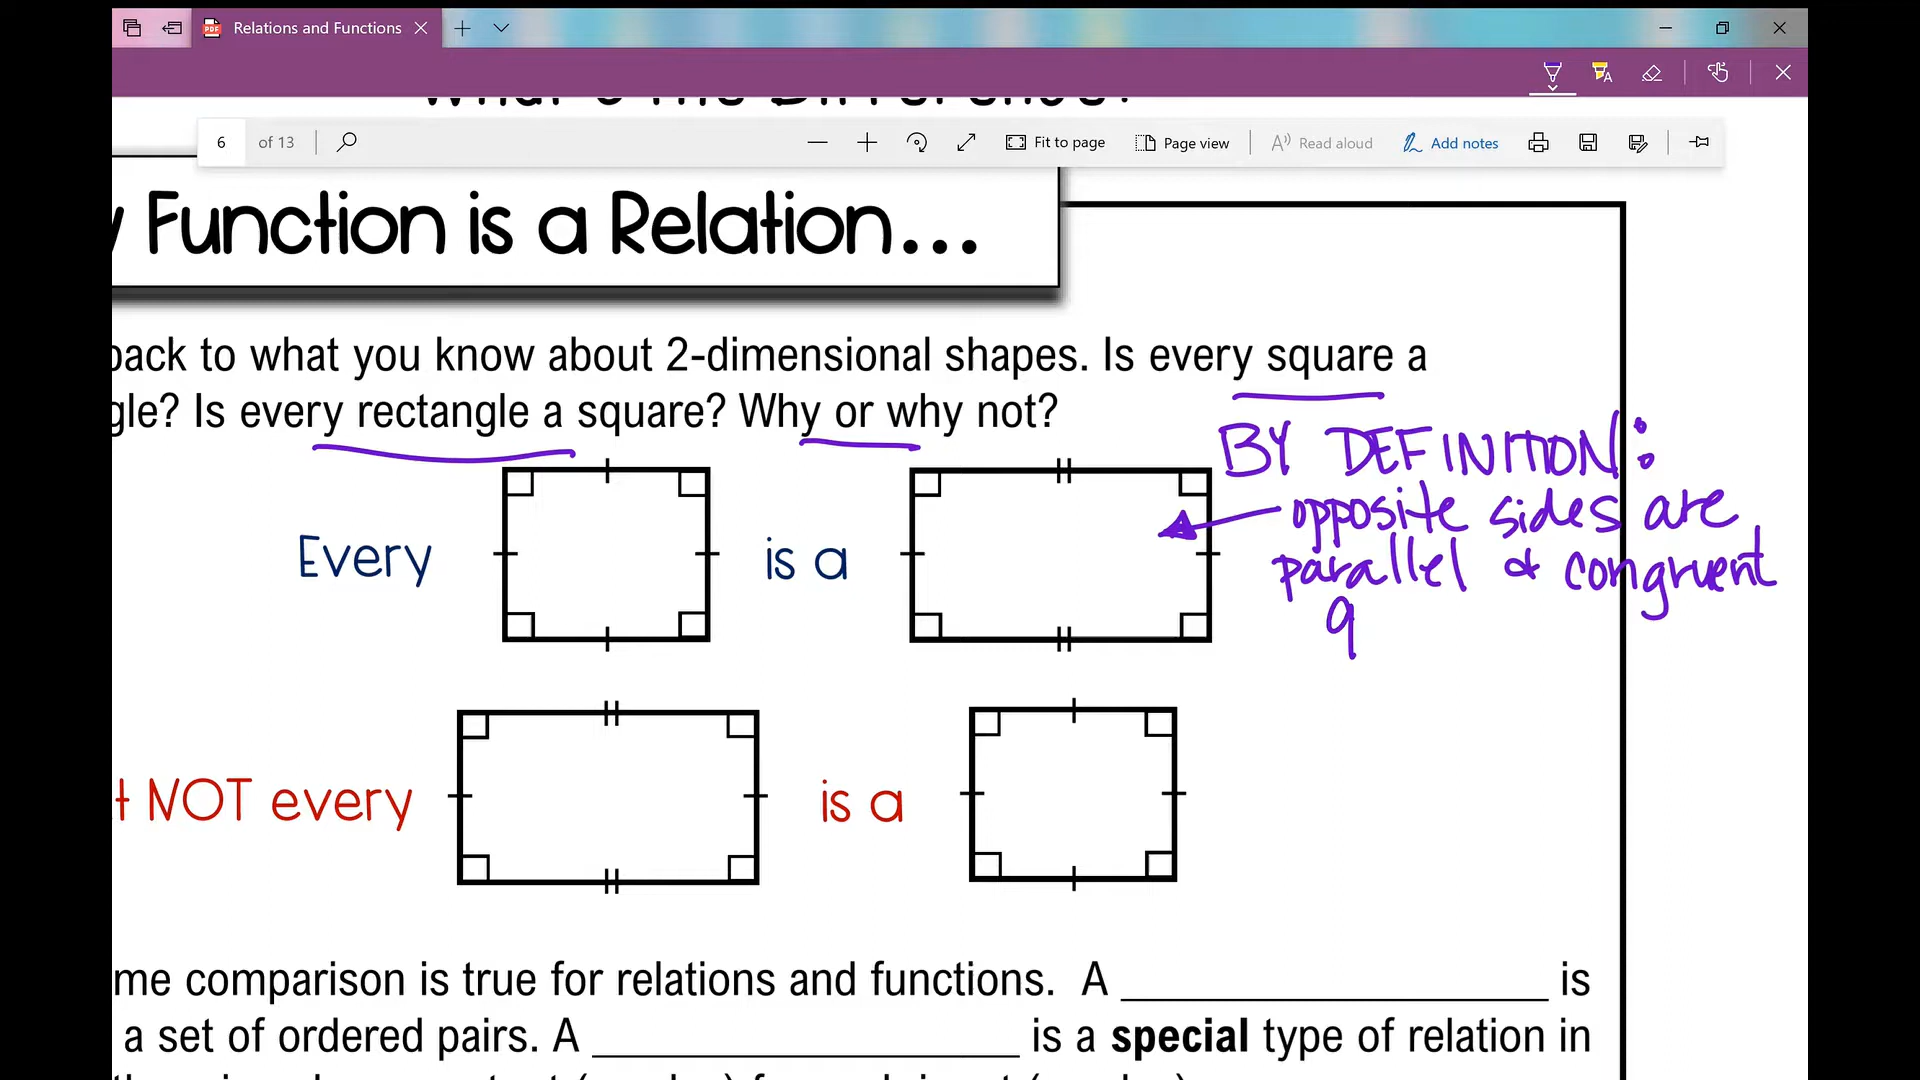 Relations and Functions
6 of 13
Fit to page
Page view
Read aloud
Add notes
Function is a Relation...
back to what you know about 2-dimensional shapes. Is every square a
gle? Is every rectangle a square? Why or why not?
BY DEFINITION:
opposite sides are
parallel & congruent
9
Every is a
NOT every is a
me comparison is true for relations and functions. A ____ is
a set of ordered pairs. A ____ is a special type of relation in